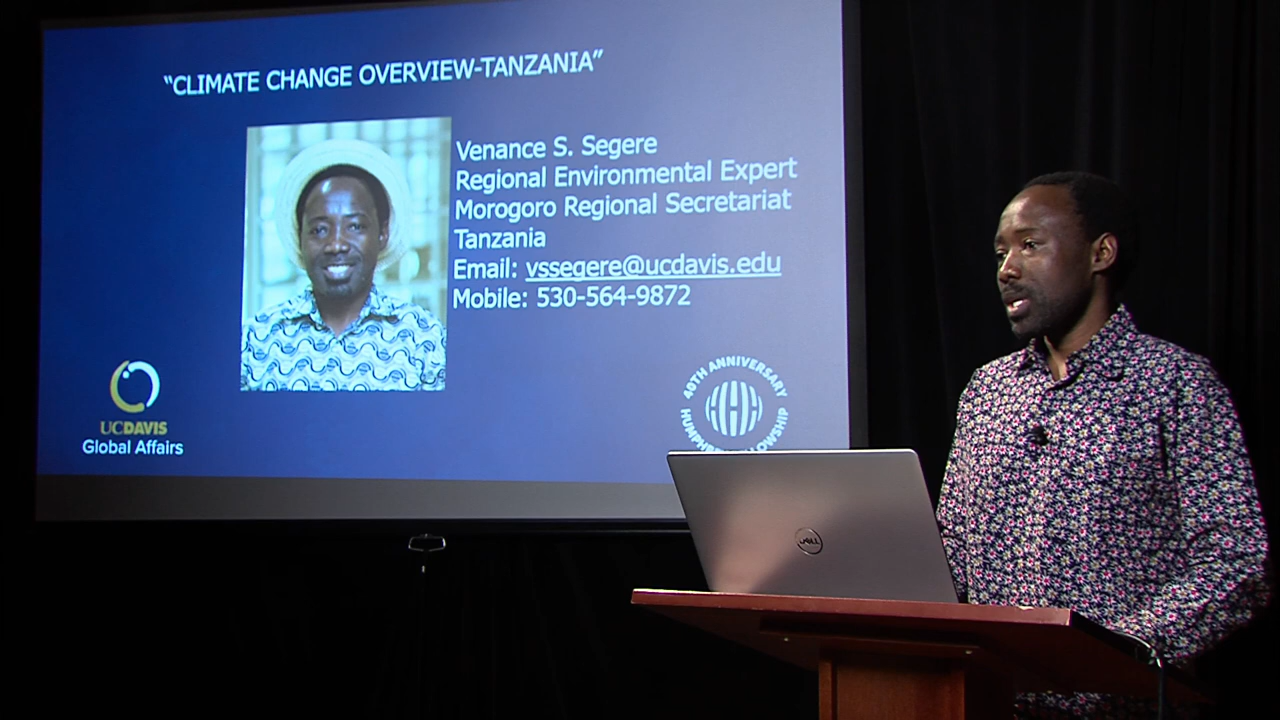 “CLIMATE CHANGE OVERVIEW-TANZANIA”
Venance S. Segere
Regional Environmental Expert
Morogoro Regional Secretariat
Tanzania
Email: vssegere@ucdavis.edu
Mobile: 530-564-9872
UCDAVIS
Global Affairs
40TH ANNIVERSARY
DELL